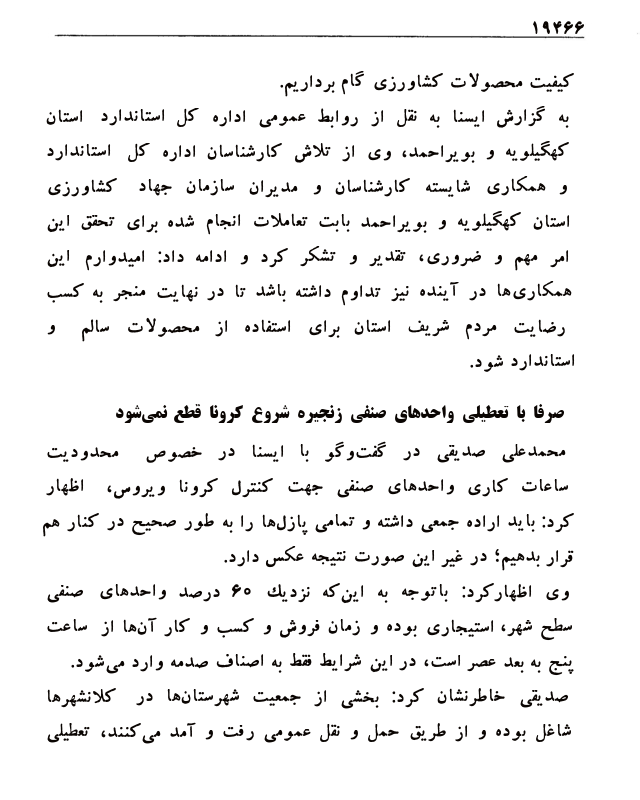 ۱۹۴۶۶
کیفیت محصولات کشاورزی گام برداریم.
به گزارش ایسنا به نقل از روابط عمومی اداره کل استاندارد استان
کهگیلویه و بویراحمد، وی از تلاش کارشناسان اداره کل استاندارد
و همکاری شایسته کارشناسان و مدیران سازمان جهاد کشاورزی
استان کهگیلویه و بویراحمد بابت تعاملات انجام شده برای تحقق این
امر مهم و ضروری، تقدیر و تشکر کرد و ادامه داد: امیدوارم این
همکاری‌ها در آینده نیز تداوم داشته باشد تا در نهایت منجر به کسب
رضایت مردم شریف استان برای استفاده از محصولات سالم و
استاندارد شود.
صرفا با تعطیلی واحدهای صنفی زنجیره شروع کرونا قطع نمی‌شود
محمدعلی صدیقی در گفت‌وگو با ایسنا در خصوص محدودیت
ساعات کاری واحدهای صنفی جهت کنترل کرونا ویروس، اظهار
کرد: باید اراده جمعی داشته و تمامی پازل‌ها را به طور صحیح در کنار هم
قرار بدهیم؛ در غیر این صورت نتیجه عکس دارد.
وی اظهارکرد: باتوجه به این‌که نزدیك ۶۰ درصد واحدهای صنفی
سطح شهر، استیجاری بوده و زمان فروش و کسب و کار آن‌ها از ساعت
پنج به بعد عصر است، در این شرایط فقط به اصناف صدمه وارد می‌شود.
صدیقی خاطرنشان کرد: بخشی از جمعیت شهرستان‌ها در کلانشهرها
شاغل بوده و از طریق حمل و نقل عمومی رفت و آمد می‌کنند، تعطیلی